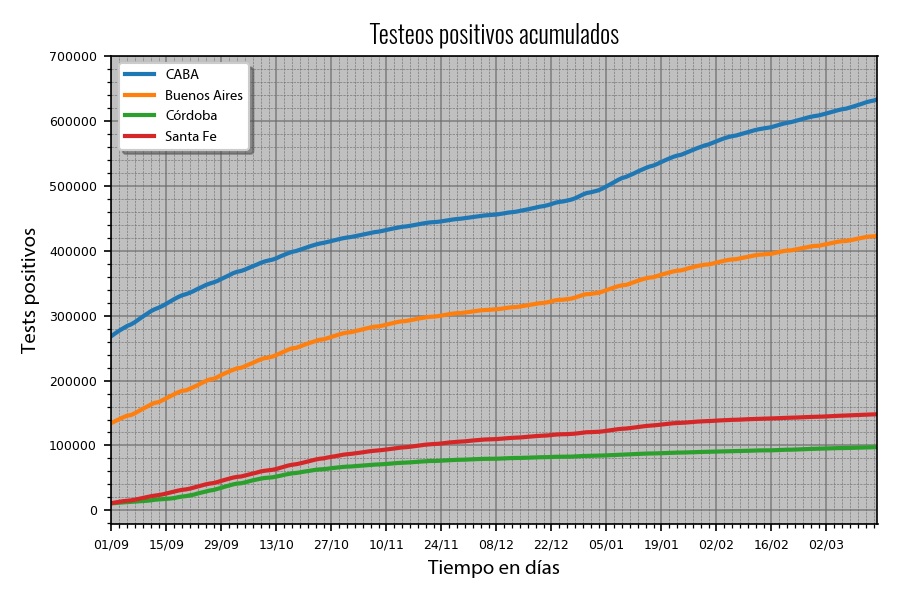 Testeos positivos acumulados
700000
600000
500000
400000
300000
200000
100000
0
Tests positivos
CABA
Buenos Aires
Córdoba
Santa Fe
01/09 15/09 29/09 13/10 27/10 10/11 24/11 08/12 22/12 05/01 19/01 02/02 16/02 02/03
Tiempo en días